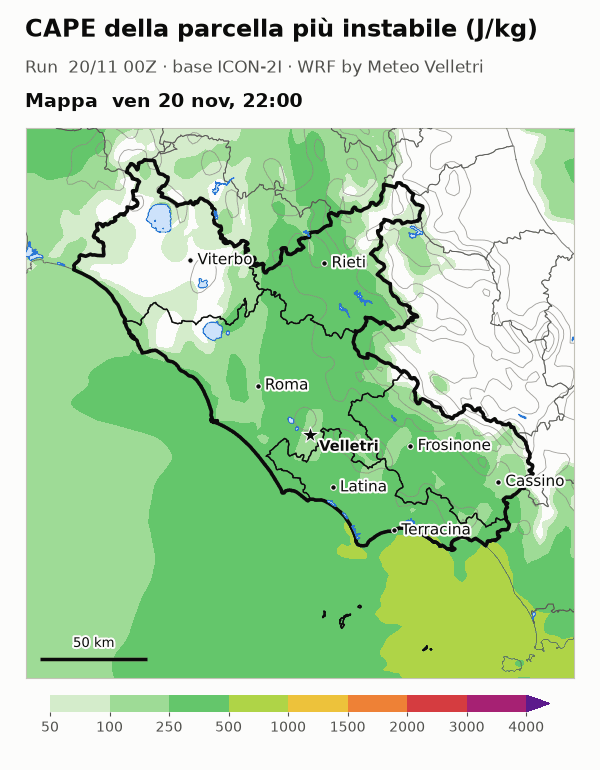 CAPE della parcella più instabile (J/kg)
Run  20/11 00Z · base ICON-2I · WRF by Meteo Velletri
Mappa  ven 20 nov, 22:00
Viterbo
Rieti
Roma
Velletri
Frosinone
Cassino
Latina
Terracina
50 km
50 100 250 500 1000 1500 2000 3000 4000